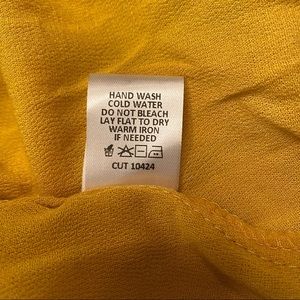 HAND WASH
COLD WATER
DO NOT BLEACH
LAY FLAT TO DRY
WARM IRON
IF NEEDED
CUT 10424